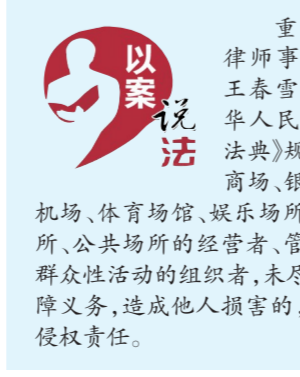 以案
说
法
重
律师事
王春雪
华人民
法典》规
商场、银
机场、体育场馆、娱乐场所
所、公共场所的经营者、管
群众性活动的组织者，未尽
障义务，造成他人损害的，
侵权责任。